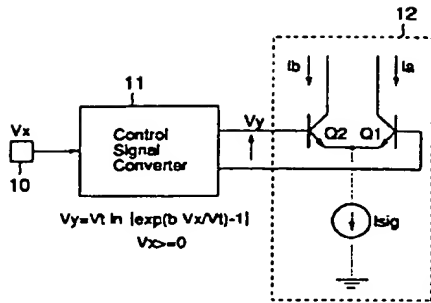 12
11
Ib
Ia
Vx
Control
Signal
Converter
Vy
Q2
Q1
10
Isig
Vy=Vt ln {exp(b Vx/Vt)-1}
Vx>=0